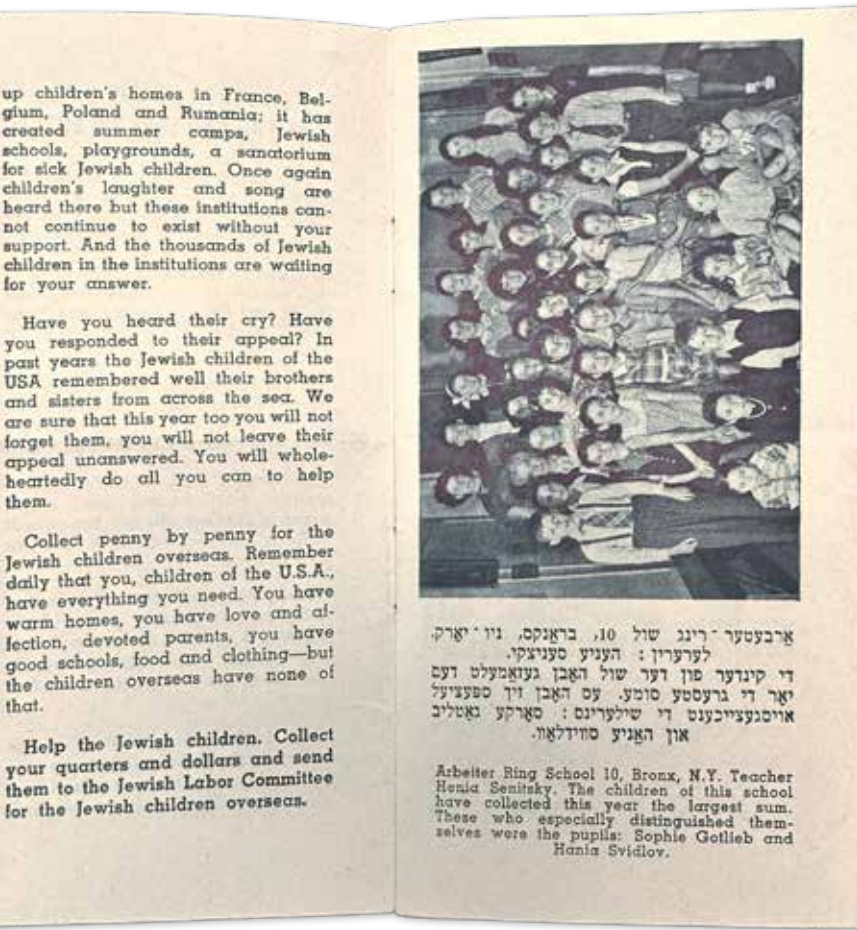 up children's homes in France, Bel-
gium, Poland and Rumania; it has
created summer camps, Jewish
schools, playgrounds, a sanatorium
for sick Jewish children. Once again
children's laughter and song are
heard there but these institutions can-
not continue to exist without your
support. And the thousands of Jewish
children in the institutions are waiting
for your answer.
Have you heard their cry? Have
you responded to their appeal? In
past years the Jewish children of the
USA remembered well their brothers
and sisters from across the sea. We
are sure that this year too you will not
forget them, you will not leave their
appeal unanswered. You will whole-
heartedly do all you can to help
them.
Collect penny by penny for the
Jewish children overseas. Remember
daily that you, children of the U.S.A.,
have everything you need. You have
warm homes, you have love and af-
fection, devoted parents, you have
good schools, food and clothing—but
the children overseas have none of
that.
Help the Jewish children. Collect
your quarters and dollars and send
them to the Jewish Labor Committee
for the Jewish children overseas.
ארבעטער־רינג שול 10, בראָנקס, ניו־יאָרק.
לערערין: העניע סעניצקי.
די קינדער פון דער שול האָבן געזאַמלט דעם
יאָר די גרעסטע סומע. עס האָבן זיך ספּעציעל
אויסגעצייכנט די שילערינס: סאָרקע גאָטליב
און האַניע סווידלאָוו.
Arbeiter Ring School 10, Bronx, N.Y. Teacher
Henia Senitsky. The children of this school
have collected this year the largest sum.
These who especially distinguished them-
selves were the pupils: Sophie Gotlieb and
Hania Svidlov.